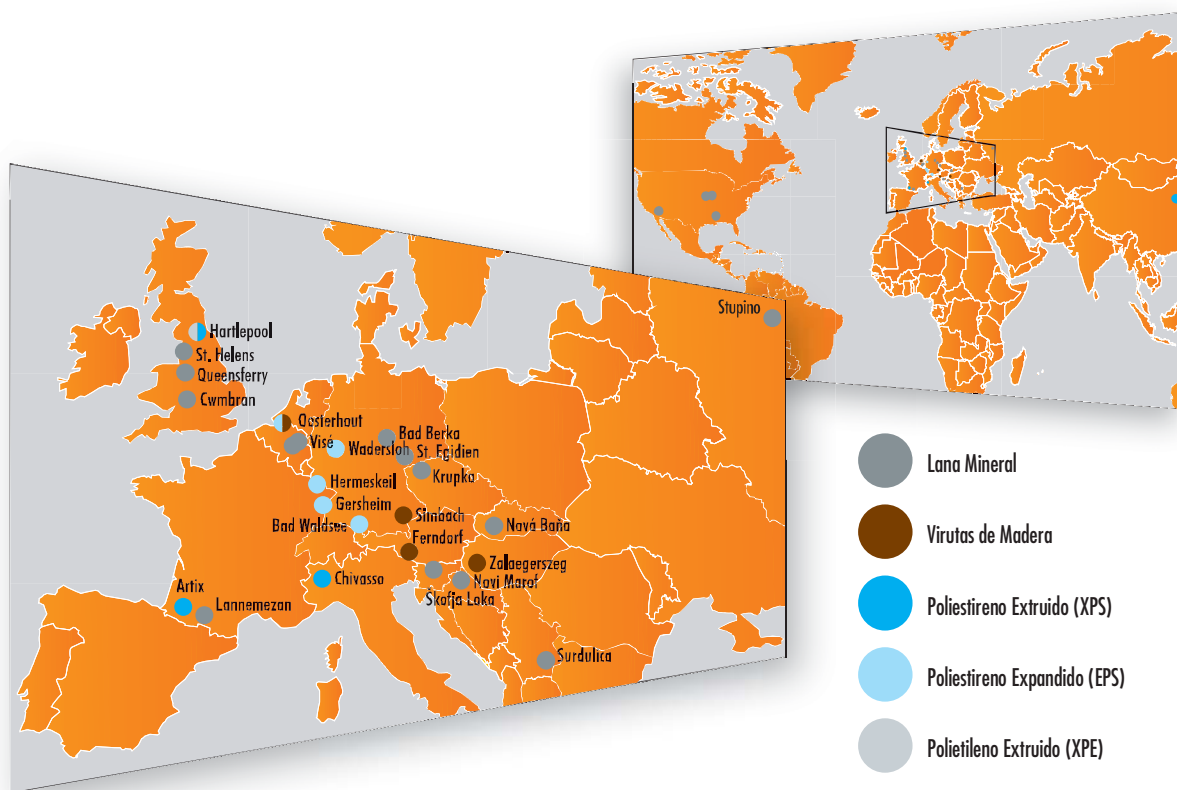 Stupino
Hartlepool
St. Helens
Queensferry
Cwmbran
Oosterhout
Visé
Bad Berka
Wadersloh
St. Egidien
Krupka
Hermeskeil
Gersheim
Bad Waldsee
Simbach
Nová Baňa
Ferndorf
Zalaegerszeg
Chivasso
Novi Marof
Škofja Loka
Artix
Lannemezan
Surdulica
Lana Mineral
Virutas de Madera
Poliestireno Extruido (XPS)
Poliestireno Expandido (EPS)
Polietileno Extruido (XPE)